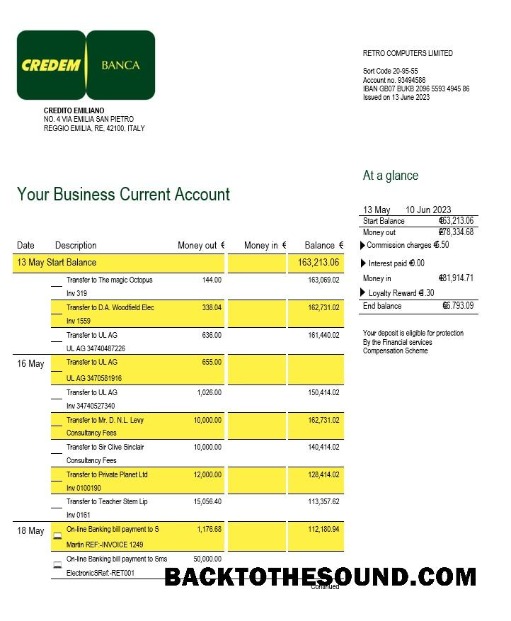 CREDEM BANCA
CREDITO EMILIANO
NO. 4 VIA EMILIA SAN PIETRO
REGGIO EMILIA, RE, 42100, ITALY
RETRO COMPUTERS LIMITED
Sort Code 20-95-55
Account no. 93494586
IBAN GB07 BUKB 2096 5593 4945 86
Issued on 13 June 2023
Your Business Current Account
At a glance
13 May 10 Jun 2023
Start Balance €63,213.06
Money out €78,334.68
Commission charges €6.50
Interest paid €0.00
Money in €81,914.71
Loyalty Reward €1.30
End balance €6.793.09
Your deposit is eligible for protection
By the Financial services
Compensation Scheme
Date Description Money out € Money in € Balance €
13 May Start Balance 163,213.06
Transfer to The magic Octopus 144.00 163,069.02
Inv 319
Transfer to D.A. Woodfield Elec 338.04 162,731.02
Inv 1559
Transfer to UL AG 636.00 161,440.02
UL AG 34740487226
16 May Transfer to UL AG 655.00
UL AG 3470581916
Transfer to UL AG 1,026.00 150,414.02
Inv 34740527340
Transfer to Mr. D. N.L. Levy 10,000.00 162,731.02
Consultancy Fees
Transfer to Sir Clive Sinclair 10,000.00 140,414.02
Consultancy Fees
Transfer to Private Planet Ltd 12,000.00 128,414.02
Inv 0100190
Transfer to Teacher Stem Lip 15,056.40 113,357.62
Inv 0161
18 May On-line Banking bill payment to S 1,176.68 112,180.94
Martin REF:-INVOICE 1249
On-line Banking bill payment to Sms 50,000.00
ElectronicSRef:-RET001
BACKTOTHESOUND.COM
Continued